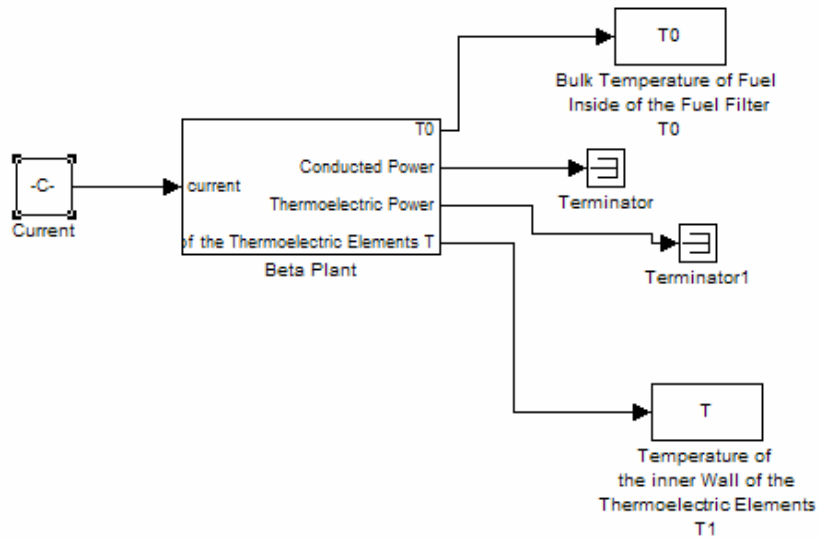 T0
Bulk Temperature of Fuel
Inside of the Fuel Filter
T0
T0
Conducted Power
Thermoelectric Power
of the Thermoelectric Elements T
current
Beta Plant
-C-
Current
Terminator
Terminator1
T
Temperature of
the inner Wall of the
Thermoelectric Elements
T1